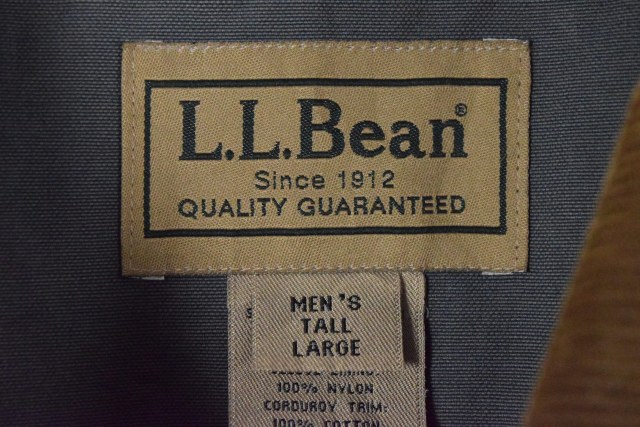 L.L.Bean®
Since 1912
QUALITY GUARANTEED
MEN'S
TALL
LARGE
100% NYLON
CORDUROY TRIM:
100% COTTON